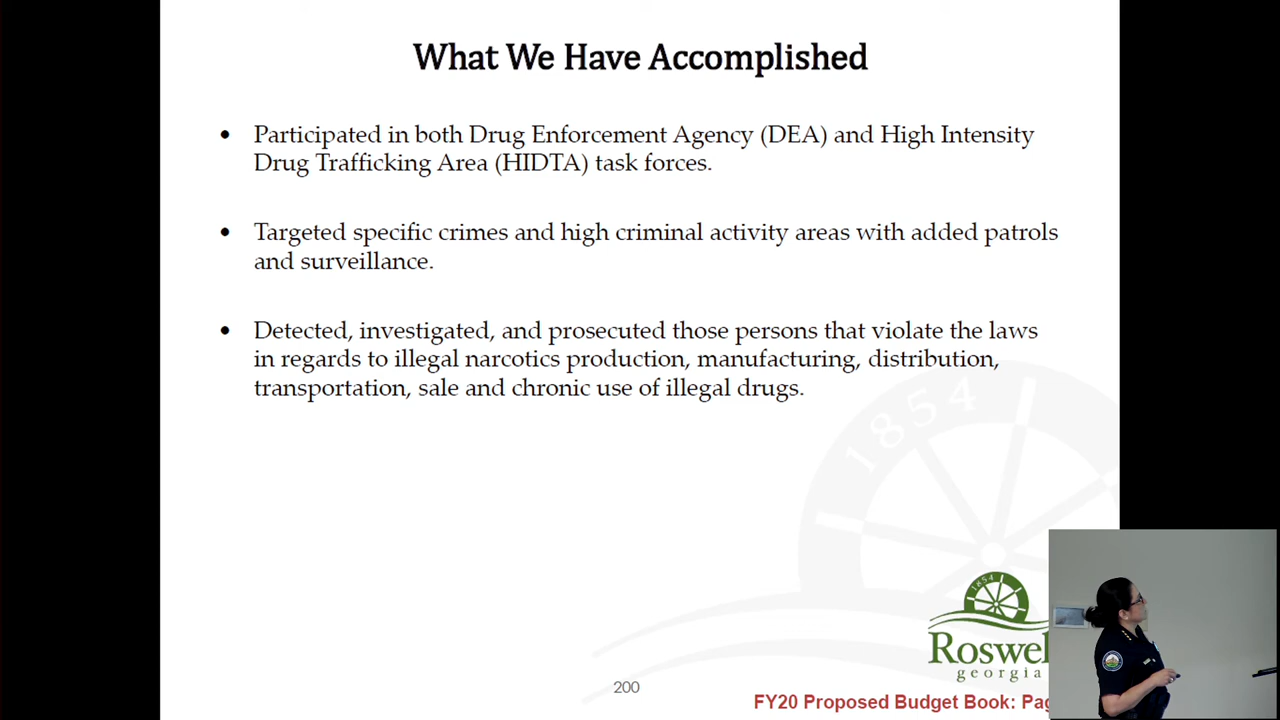 What We Have Accomplished
• Participated in both Drug Enforcement Agency (DEA) and High Intensity
Drug Trafficking Area (HIDTA) task forces.
• Targeted specific crimes and high criminal activity areas with added patrols
and surveillance.
• Detected, investigated, and prosecuted those persons that violate the laws
in regards to illegal narcotics production, manufacturing, distribution,
transportation, sale and chronic use of illegal drugs.
1854
1854
Roswel
georgia
200
FY20 Proposed Budget Book: Pag